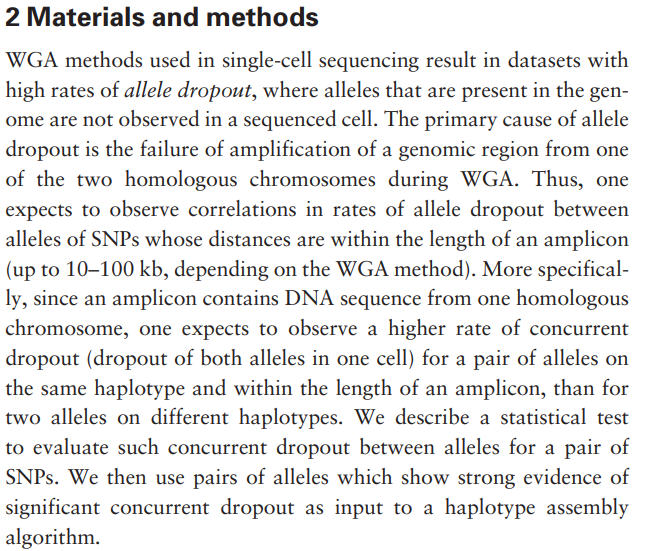 2 Materials and methods
WGA methods used in single-cell sequencing result in datasets with
high rates of allele dropout, where alleles that are present in the gen-
ome are not observed in a sequenced cell. The primary cause of allele
dropout is the failure of amplification of a genomic region from one
of the two homologous chromosomes during WGA. Thus, one
expects to observe correlations in rates of allele dropout between
alleles of SNPs whose distances are within the length of an amplicon
(up to 10–100 kb, depending on the WGA method). More specifical-
ly, since an amplicon contains DNA sequence from one homologous
chromosome, one expects to observe a higher rate of concurrent
dropout (dropout of both alleles in one cell) for a pair of alleles on
the same haplotype and within the length of an amplicon, than for
two alleles on different haplotypes. We describe a statistical test
to evaluate such concurrent dropout between alleles for a pair of
SNPs. We then use pairs of alleles which show strong evidence of
significant concurrent dropout as input to a haplotype assembly
algorithm.